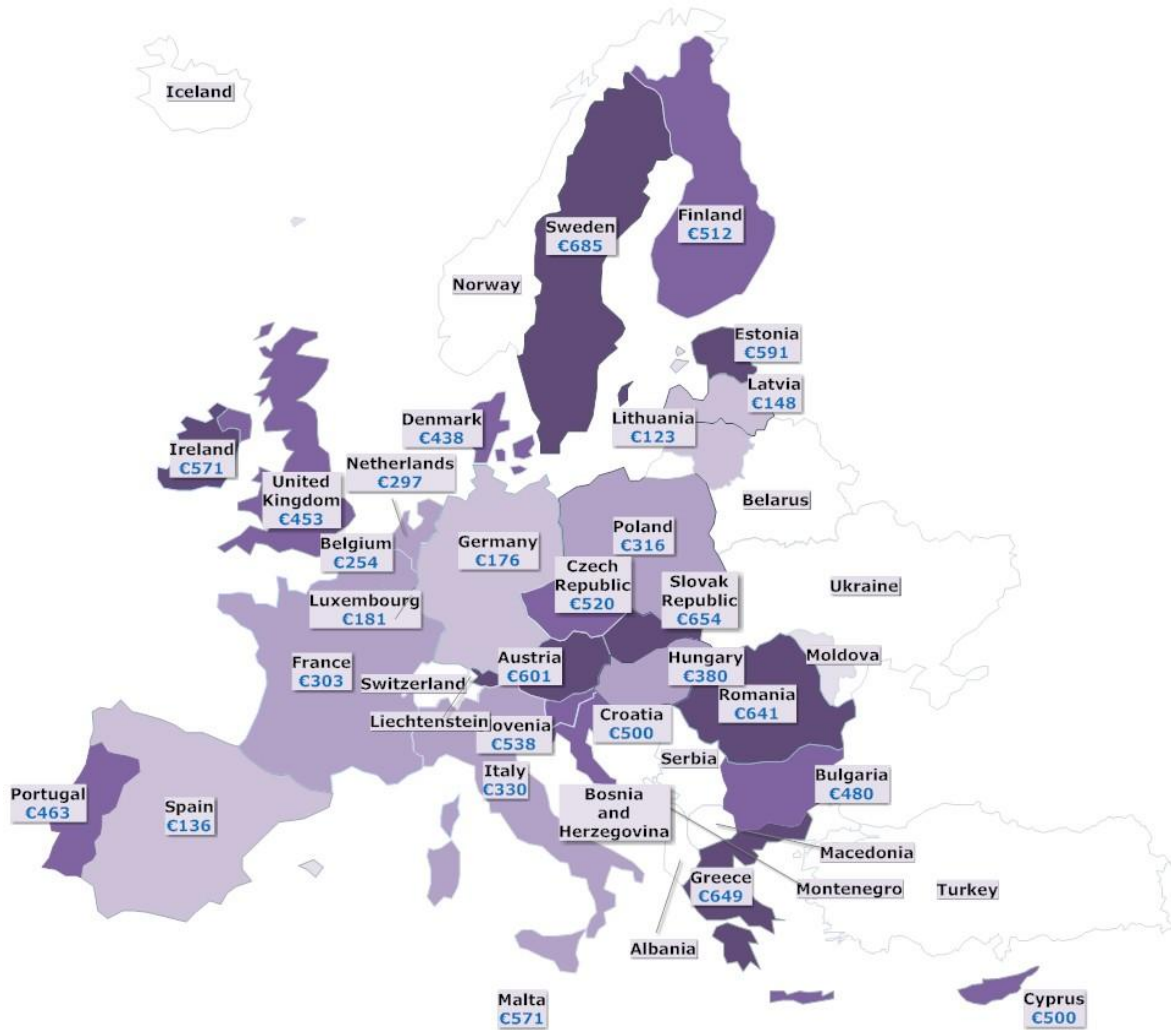 Iceland
Sweden
€685
Finland
€512
Norway
Estonia
€591
Latvia
€148
Lithuania
€123
Denmark
€438
Ireland
€571
Netherlands
€297
United
Kingdom
€453
Belarus
Belgium
€254
Germany
€176
Poland
€316
Czech
Republic
€520
Slovak
Republic
€654
Ukraine
Luxembourg
€181
France
€303
Switzerland
Austria
€601
Hungary
€380
Moldova
Liechtenstein
lovenia
€538
Croatia
€500
Romania
€641
Serbia
Italy
€330
Bulgaria
€480
Portugal
€463
Spain
€136
Bosnia
and
Herzegovina
Macedonia
Greece
€649
Montenegro
Turkey
Albania
Malta
€571
Cyprus
€500